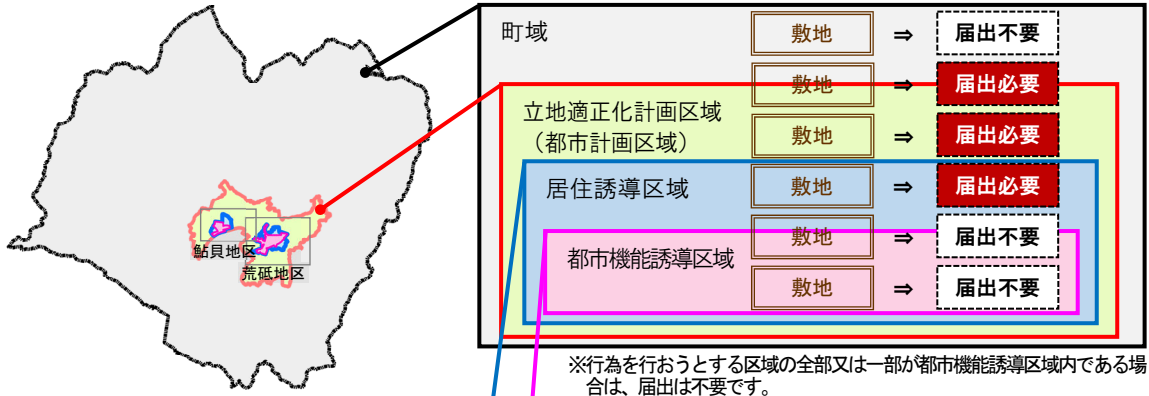 町域
敷地 ⇒ 届出不要
敷地 ⇒ 届出必要
立地適正化計画区域
（都市計画区域）
敷地 ⇒ 届出必要
居住誘導区域
敷地 ⇒ 届出必要
敷地 ⇒ 届出不要
都市機能誘導区域
敷地 ⇒ 届出不要
鮎貝地区
荒砥地区
※行為を行おうとする区域の全部又は一部が都市機能誘導区域内である場
合は、届出は不要です。